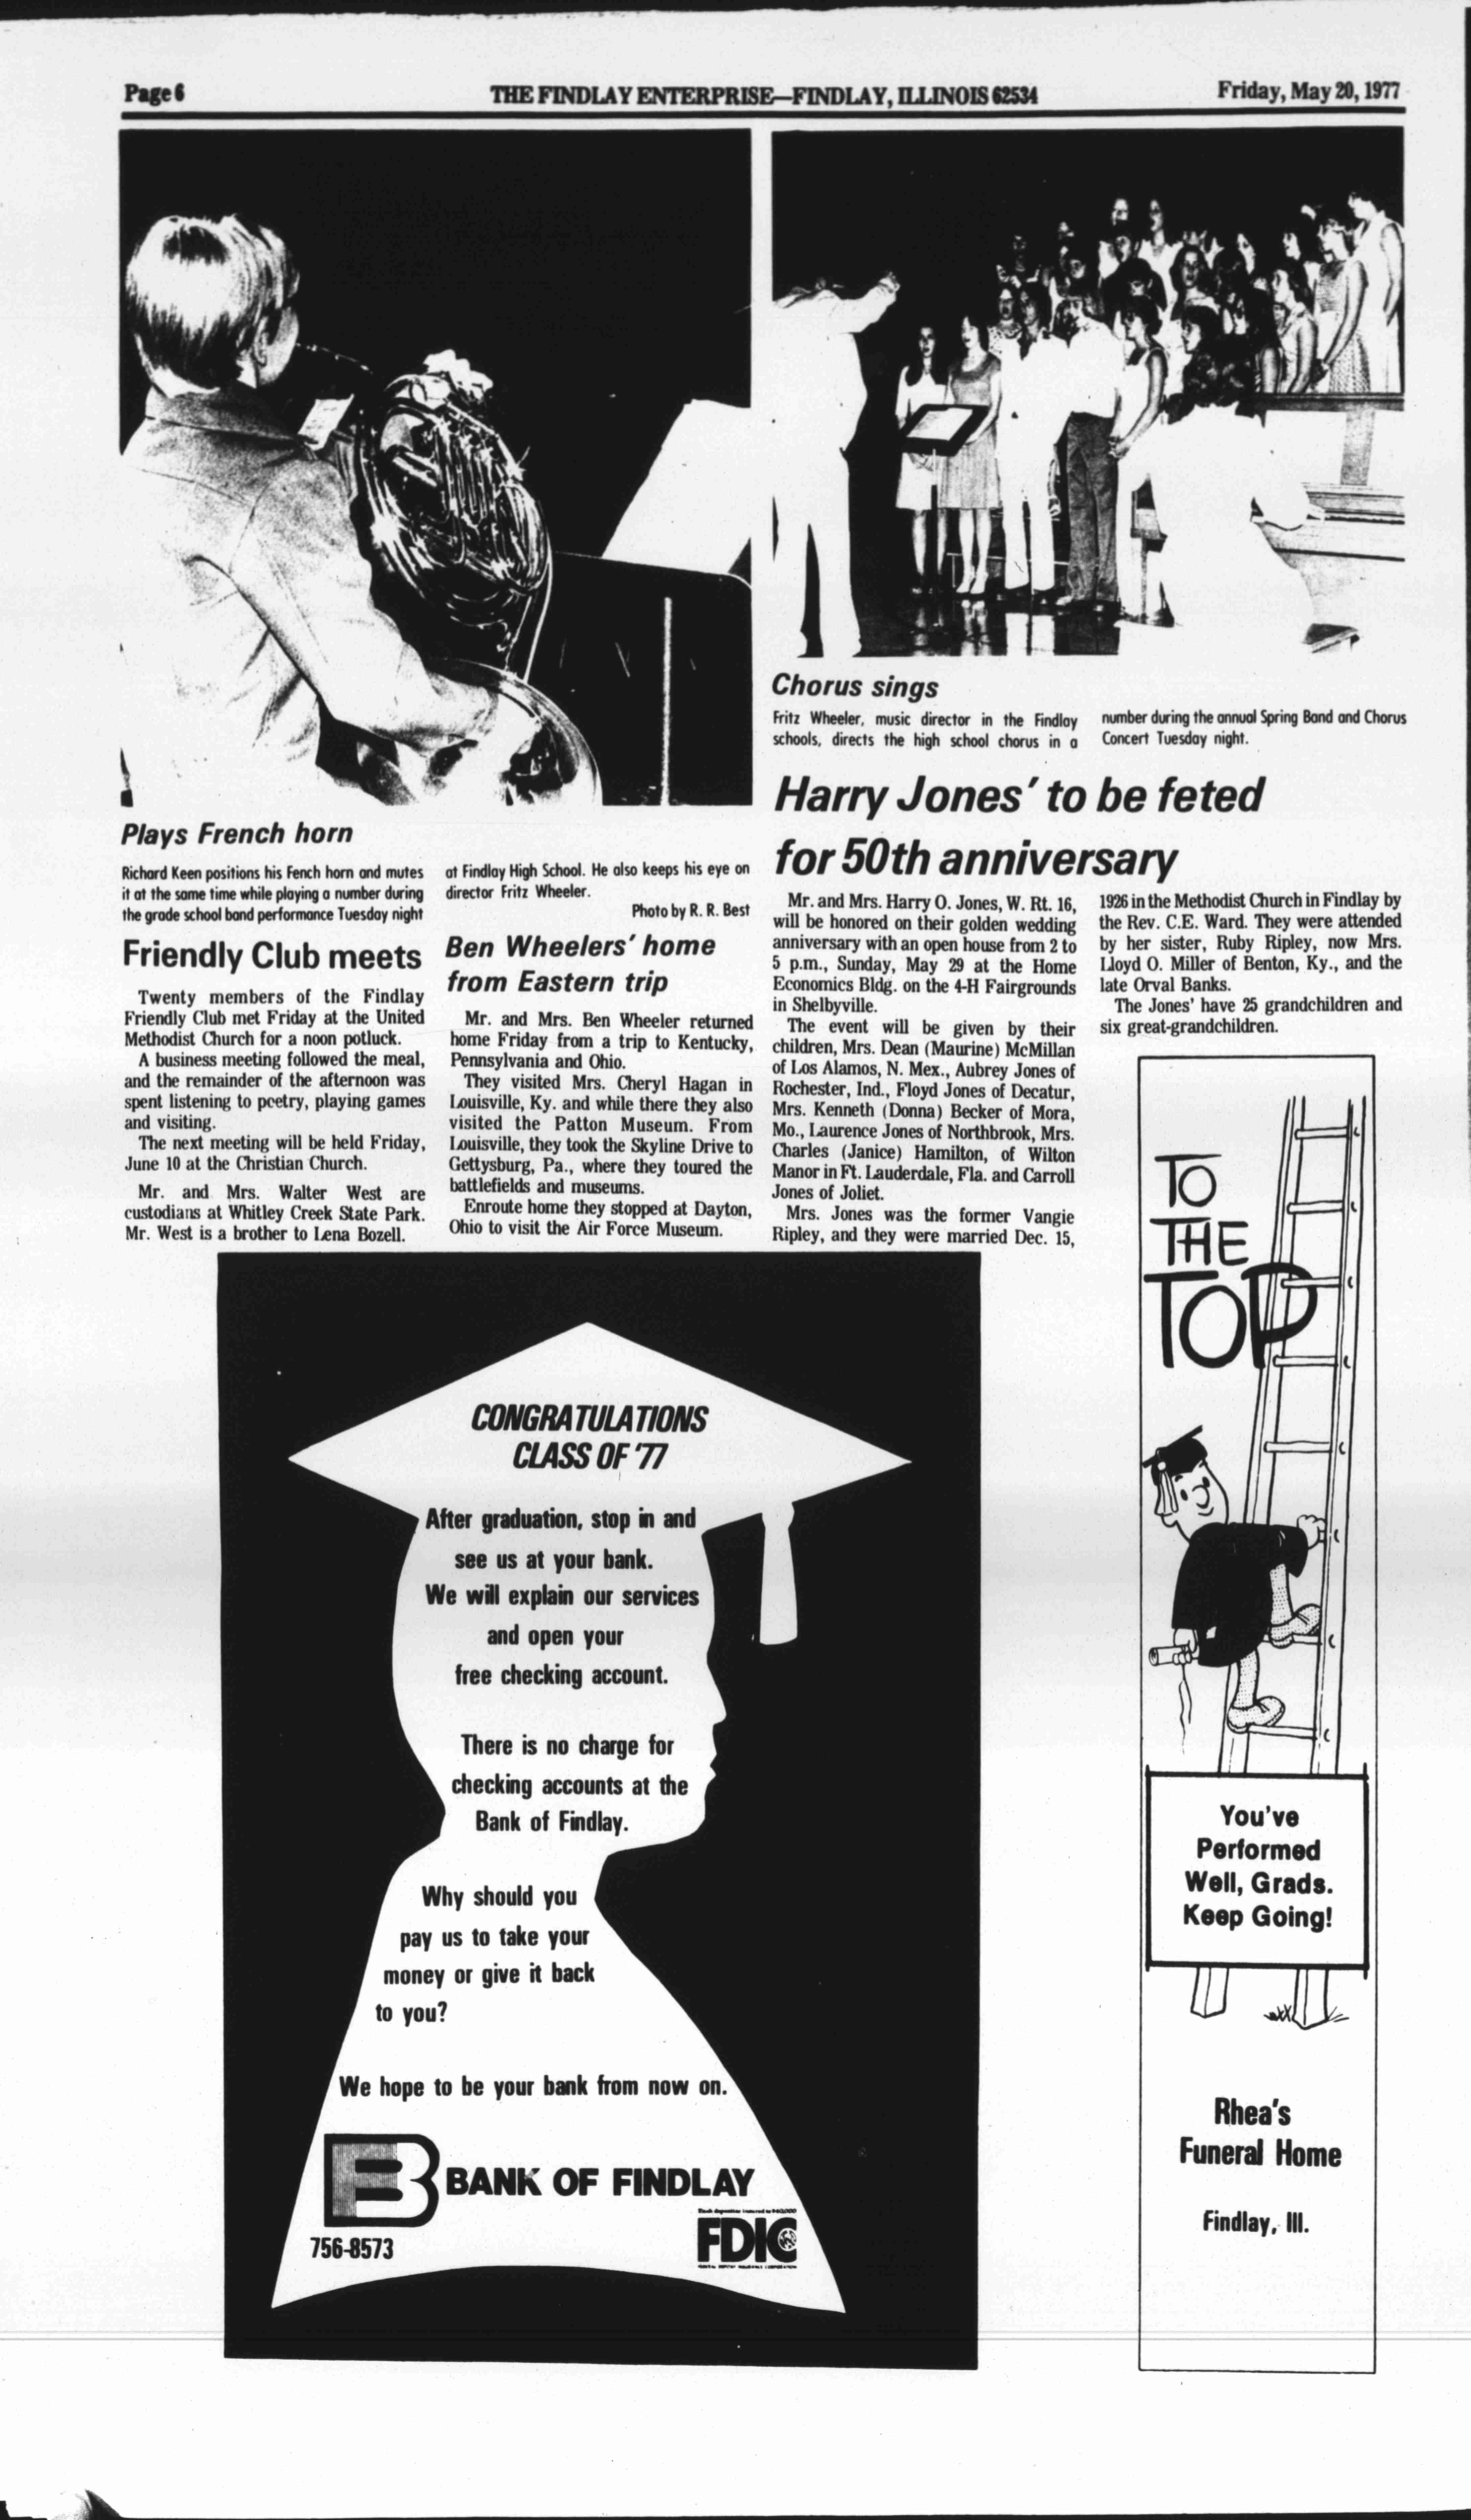 Page 6
THE FINDLAY ENTERPRISE—FINDLAY, ILLINOIS 62534
Friday, May 20, 1977
Plays French horn
Richard Keen positions his Fench horn and mutes
it at the same time while playing a number during
the grade school band performance Tuesday night
at Findlay High School. He also keeps his eye on
director Fritz Wheeler.
Photo by R. R. Best
Chorus sings
Fritz Wheeler, music director in the Findlay
schools, directs the high school chorus in a
number during the annual Spring Band and Chorus
Concert Tuesday night.
Friendly Club meets
Twenty members of the Findlay
Friendly Club met Friday at the United
Methodist Church for a noon potluck.
A business meeting followed the meal,
and the remainder of the afternoon was
spent listening to poetry, playing games
and visiting.
The next meeting will be held Friday,
June 10 at the Christian Church.
Mr. and Mrs. Walter West are
custodians at Whitley Creek State Park.
Mr. West is a brother to Lena Bozell.
Ben Wheelers' home
from Eastern trip
Mr. and Mrs. Ben Wheeler returned
home Friday from a trip to Kentucky,
Pennsylvania and Ohio.
They visited Mrs. Cheryl Hagan in
Louisville, Ky. and while there they also
visited the Patton Museum. From
Louisville, they took the Skyline Drive to
Gettysburg, Pa., where they toured the
battlefields and museums.
Enroute home they stopped at Dayton,
Ohio to visit the Air Force Museum.
Harry Jones' to be feted
for 50th anniversary
Mr. and Mrs. Harry O. Jones, W. Rt. 16,
will be honored on their golden wedding
anniversary with an open house from 2 to
5 p.m., Sunday, May 29 at the Home
Economics Bldg. on the 4-H Fairgrounds
in Shelbyville.
The event will be given by their
children, Mrs. Dean (Maurine) McMillan
of Los Alamos, N. Mex., Aubrey Jones of
Rochester, Ind., Floyd Jones of Decatur,
Mrs. Kenneth (Donna) Becker of Mora,
Mo., Laurence Jones of Northbrook, Mrs.
Charles (Janice) Hamilton, of Wilton
Manor in Ft. Lauderdale, Fla. and Carroll
Jones of Joliet.
Mrs. Jones was the former Vangie
Ripley, and they were married Dec. 15,
1926 in the Methodist Church in Findlay by
the Rev. C.E. Ward. They were attended
by her sister, Ruby Ripley, now Mrs.
Lloyd O. Miller of Benton, Ky., and the
late Orval Banks.
The Jones' have 25 grandchildren and
six great-grandchildren.
CONGRATULATIONS
CLASS OF '77
After graduation, stop in and
see us at your bank.
We will explain our services
and open your
free checking account.
There is no charge for
checking accounts at the
Bank of Findlay.
Why should you
pay us to take your
money or give it back
to you?
We hope to be your bank from now on.
BANK OF FINDLAY
756-8573
Each depositor insured to $40,000
FDIC
FEDERAL DEPOSIT INSURANCE CORPORATION
TO
THE
TOP
You've
Performed
Well, Grads.
Keep Going!
Rhea's
Funeral Home
Findlay, Ill.